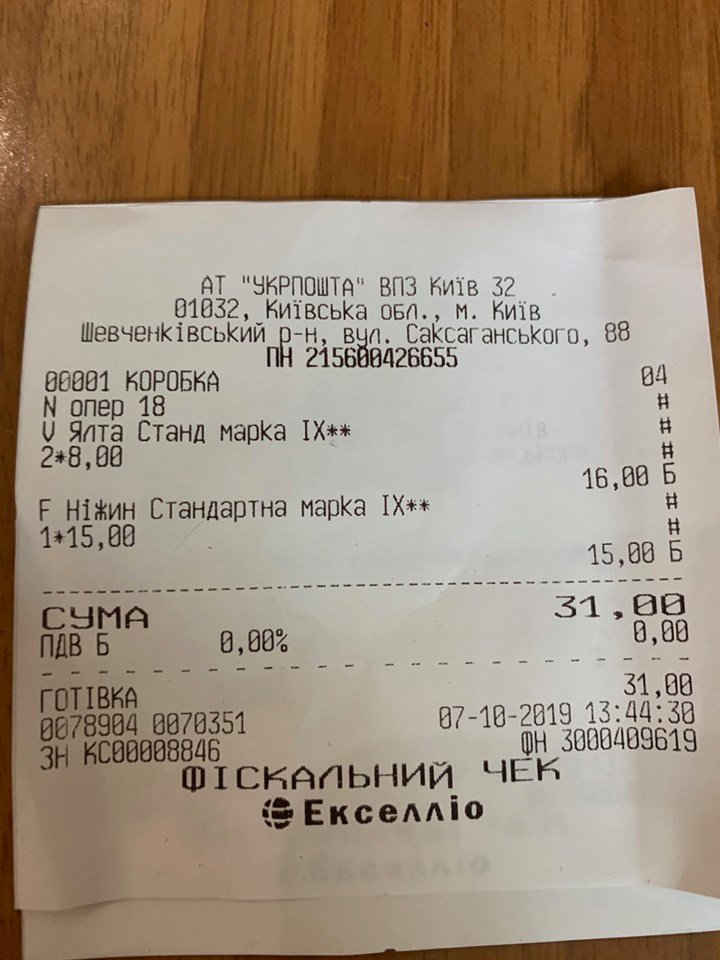 АТ "УКРПОШТА" ВПЗ Київ 32
01032, Київська обл., м. Київ
Шевченківський р-н, вул. Саксаганського, 88
ПН 215600426655
00001 КОРОБКА 04
N опер 18 #
V Ялта Станд марка IX** #
2*8,00 #
16,00 Б
F Ніжин Стандартна марка IX** #
1*15,00 #
15,00 Б
СУМА 31,00
ПДВ Б 0,00% 0,00
ГОТІВКА 31,00
0078904 0070351 07-10-2019 13:44:30
ЗН КС00008846 ФН 3000409619
ФІСКАЛЬНИЙ ЧЕК
Екселліо